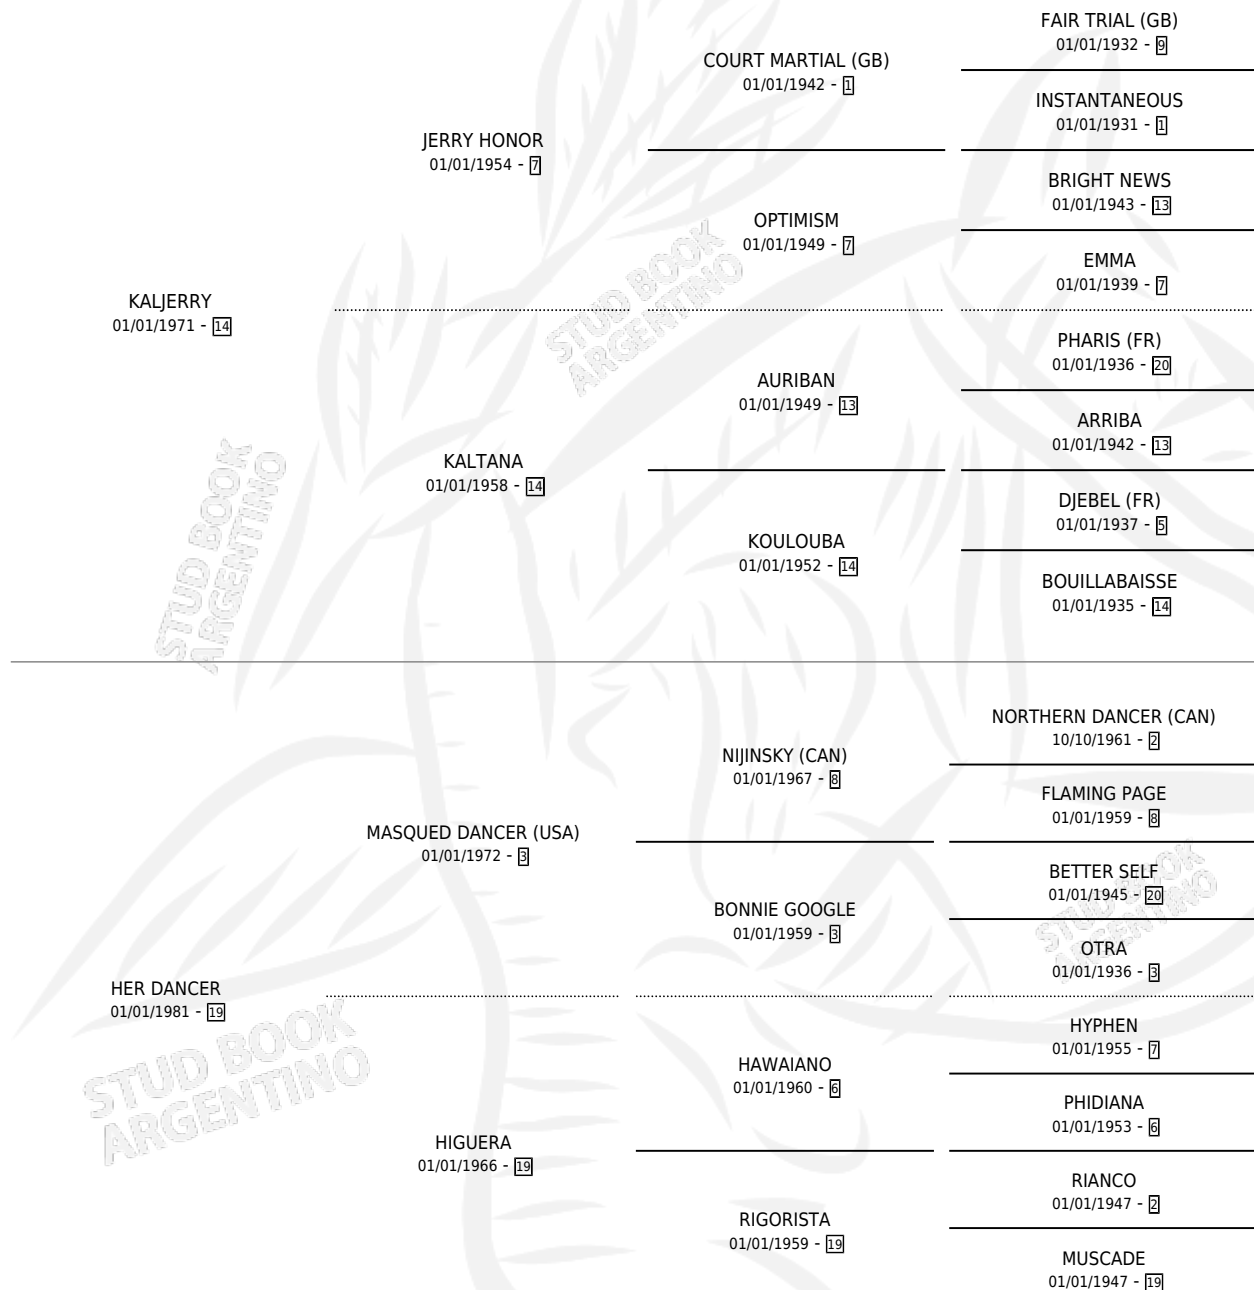 FAIR TRIAL (GB)
01/01/1932 - 9
COURT MARTIAL (GB)
01/01/1942 - 1
INSTANTANEOUS
01/01/1931 - 1
JERRY HONOR
01/01/1954 - 7
BRIGHT NEWS
01/01/1943 - 13
OPTIMISM
01/01/1949 - 7
EMMA
01/01/1939 - 7
KALJERRY
01/01/1971 - 14
PHARIS (FR)
01/01/1936 - 20
AURIBAN
01/01/1949 - 13
ARRIBA
01/01/1942 - 13
KALTANA
01/01/1958 - 14
DJEBEL (FR)
01/01/1937 - 5
KOULOUBA
01/01/1952 - 14
BOUILLABAISSE
01/01/1935 - 14
NORTHERN DANCER (CAN)
10/10/1961 - 2
NIJINSKY (CAN)
01/01/1967 - 8
FLAMING PAGE
01/01/1959 - 8
MASQUED DANCER (USA)
01/01/1972 - 3
BETTER SELF
01/01/1945 - 20
BONNIE GOOGLE
01/01/1959 - 3
OTRA
01/01/1936 - 3
HER DANCER
01/01/1981 - 19
HYPHEN
01/01/1955 - 7
HAWAIANO
01/01/1960 - 6
PHIDIANA
01/01/1953 - 6
HIGUERA
01/01/1966 - 19
RIANCO
01/01/1947 - 2
RIGORISTA
01/01/1959 - 19
MUSCADE
01/01/1947 - 19
STUD BOOK
ARGENTINO
STUD BOOK
ARGENTINO
STUD BOOK
ARGENTINO
STUD BOOK
ARGENTINO